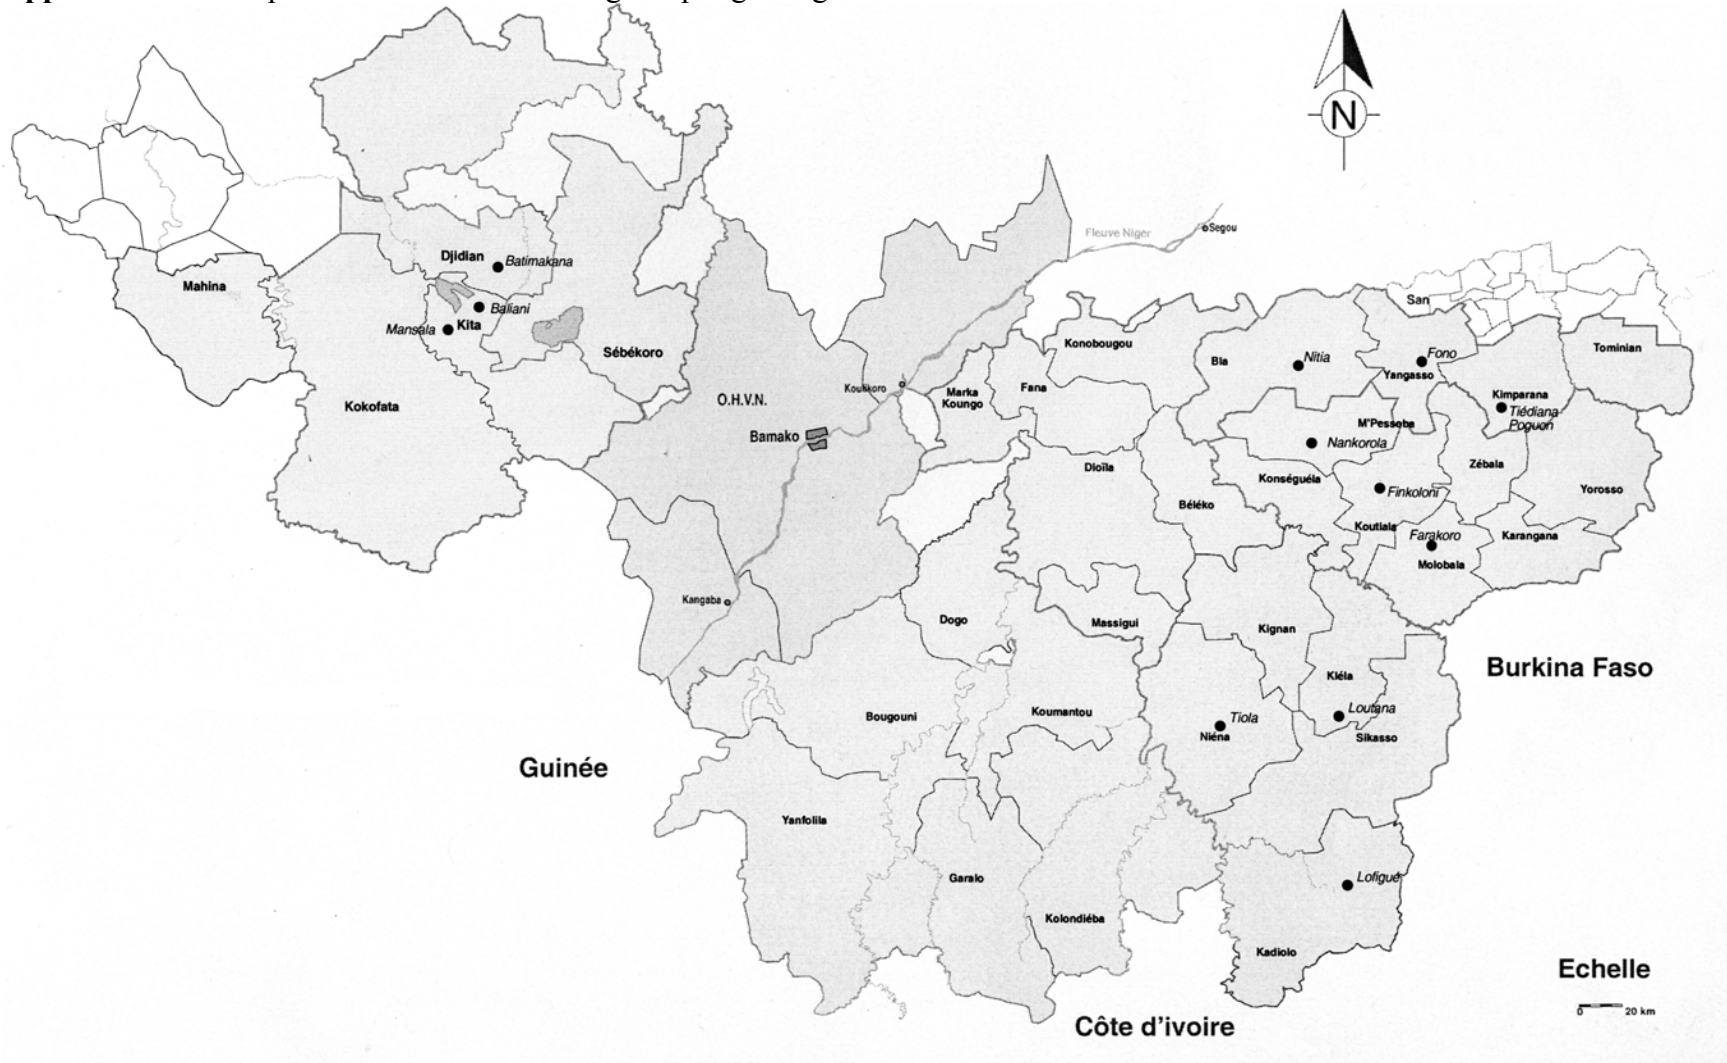 N
Fleuve Niger
Segou
Djidian
Batimakana
Mahina
San
Baliani
Mansala
Kita
Konobougou
Tominian
Sébékoro
Bla
Nitia
Fono
Yangasso
Koulikoro
Marka
Koungo
Fana
Kimparana
O.H.V.N.
Kokofata
Tiédiana
Poguon
M'Pessoba
Bamako
Nankorola
Dioïla
Zébala
Konséguéla
Finkoloni
Yorosso
Béléko
Koutiala
Farakoro
Karangana
Molobala
Kangaba
Dogo
Massigui
Kignan
Burkina Faso
Kléla
Loutana
Bougouni
Koumantou
Tiola
Niéna
Sikasso
Guinée
Yanfolila
Garalo
Lofigué
Kolondiéba
Kadiolo
Echelle
0 20 km
Côte d'ivoire